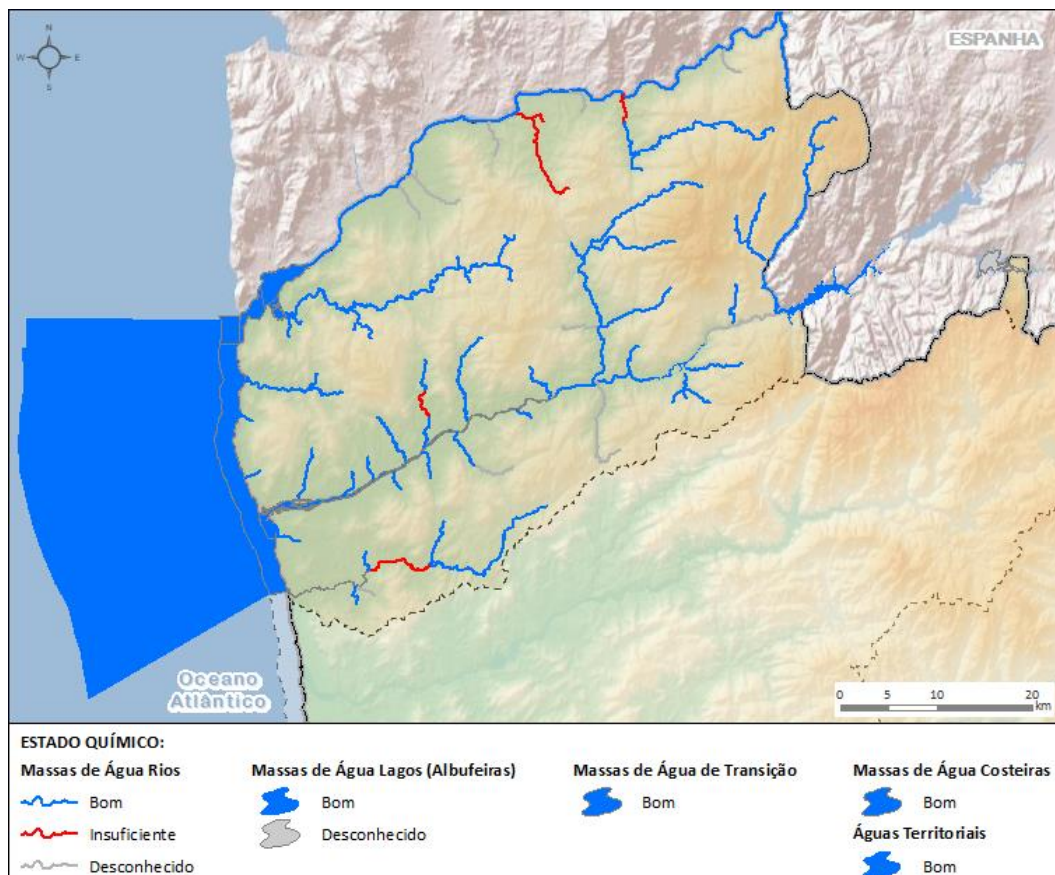 N
W E
S
ESPANHA
Oceano
Atlântico
0 5 10 20
km
ESTADO QUÍMICO:
Massas de Água Rios
Bom
Insuficiente
Desconhecido
Massas de Água Lagos (Albufeiras)
Bom
Desconhecido
Massas de Água de Transição
Bom
Massas de Água Costeiras
Bom
Águas Territoriais
Bom